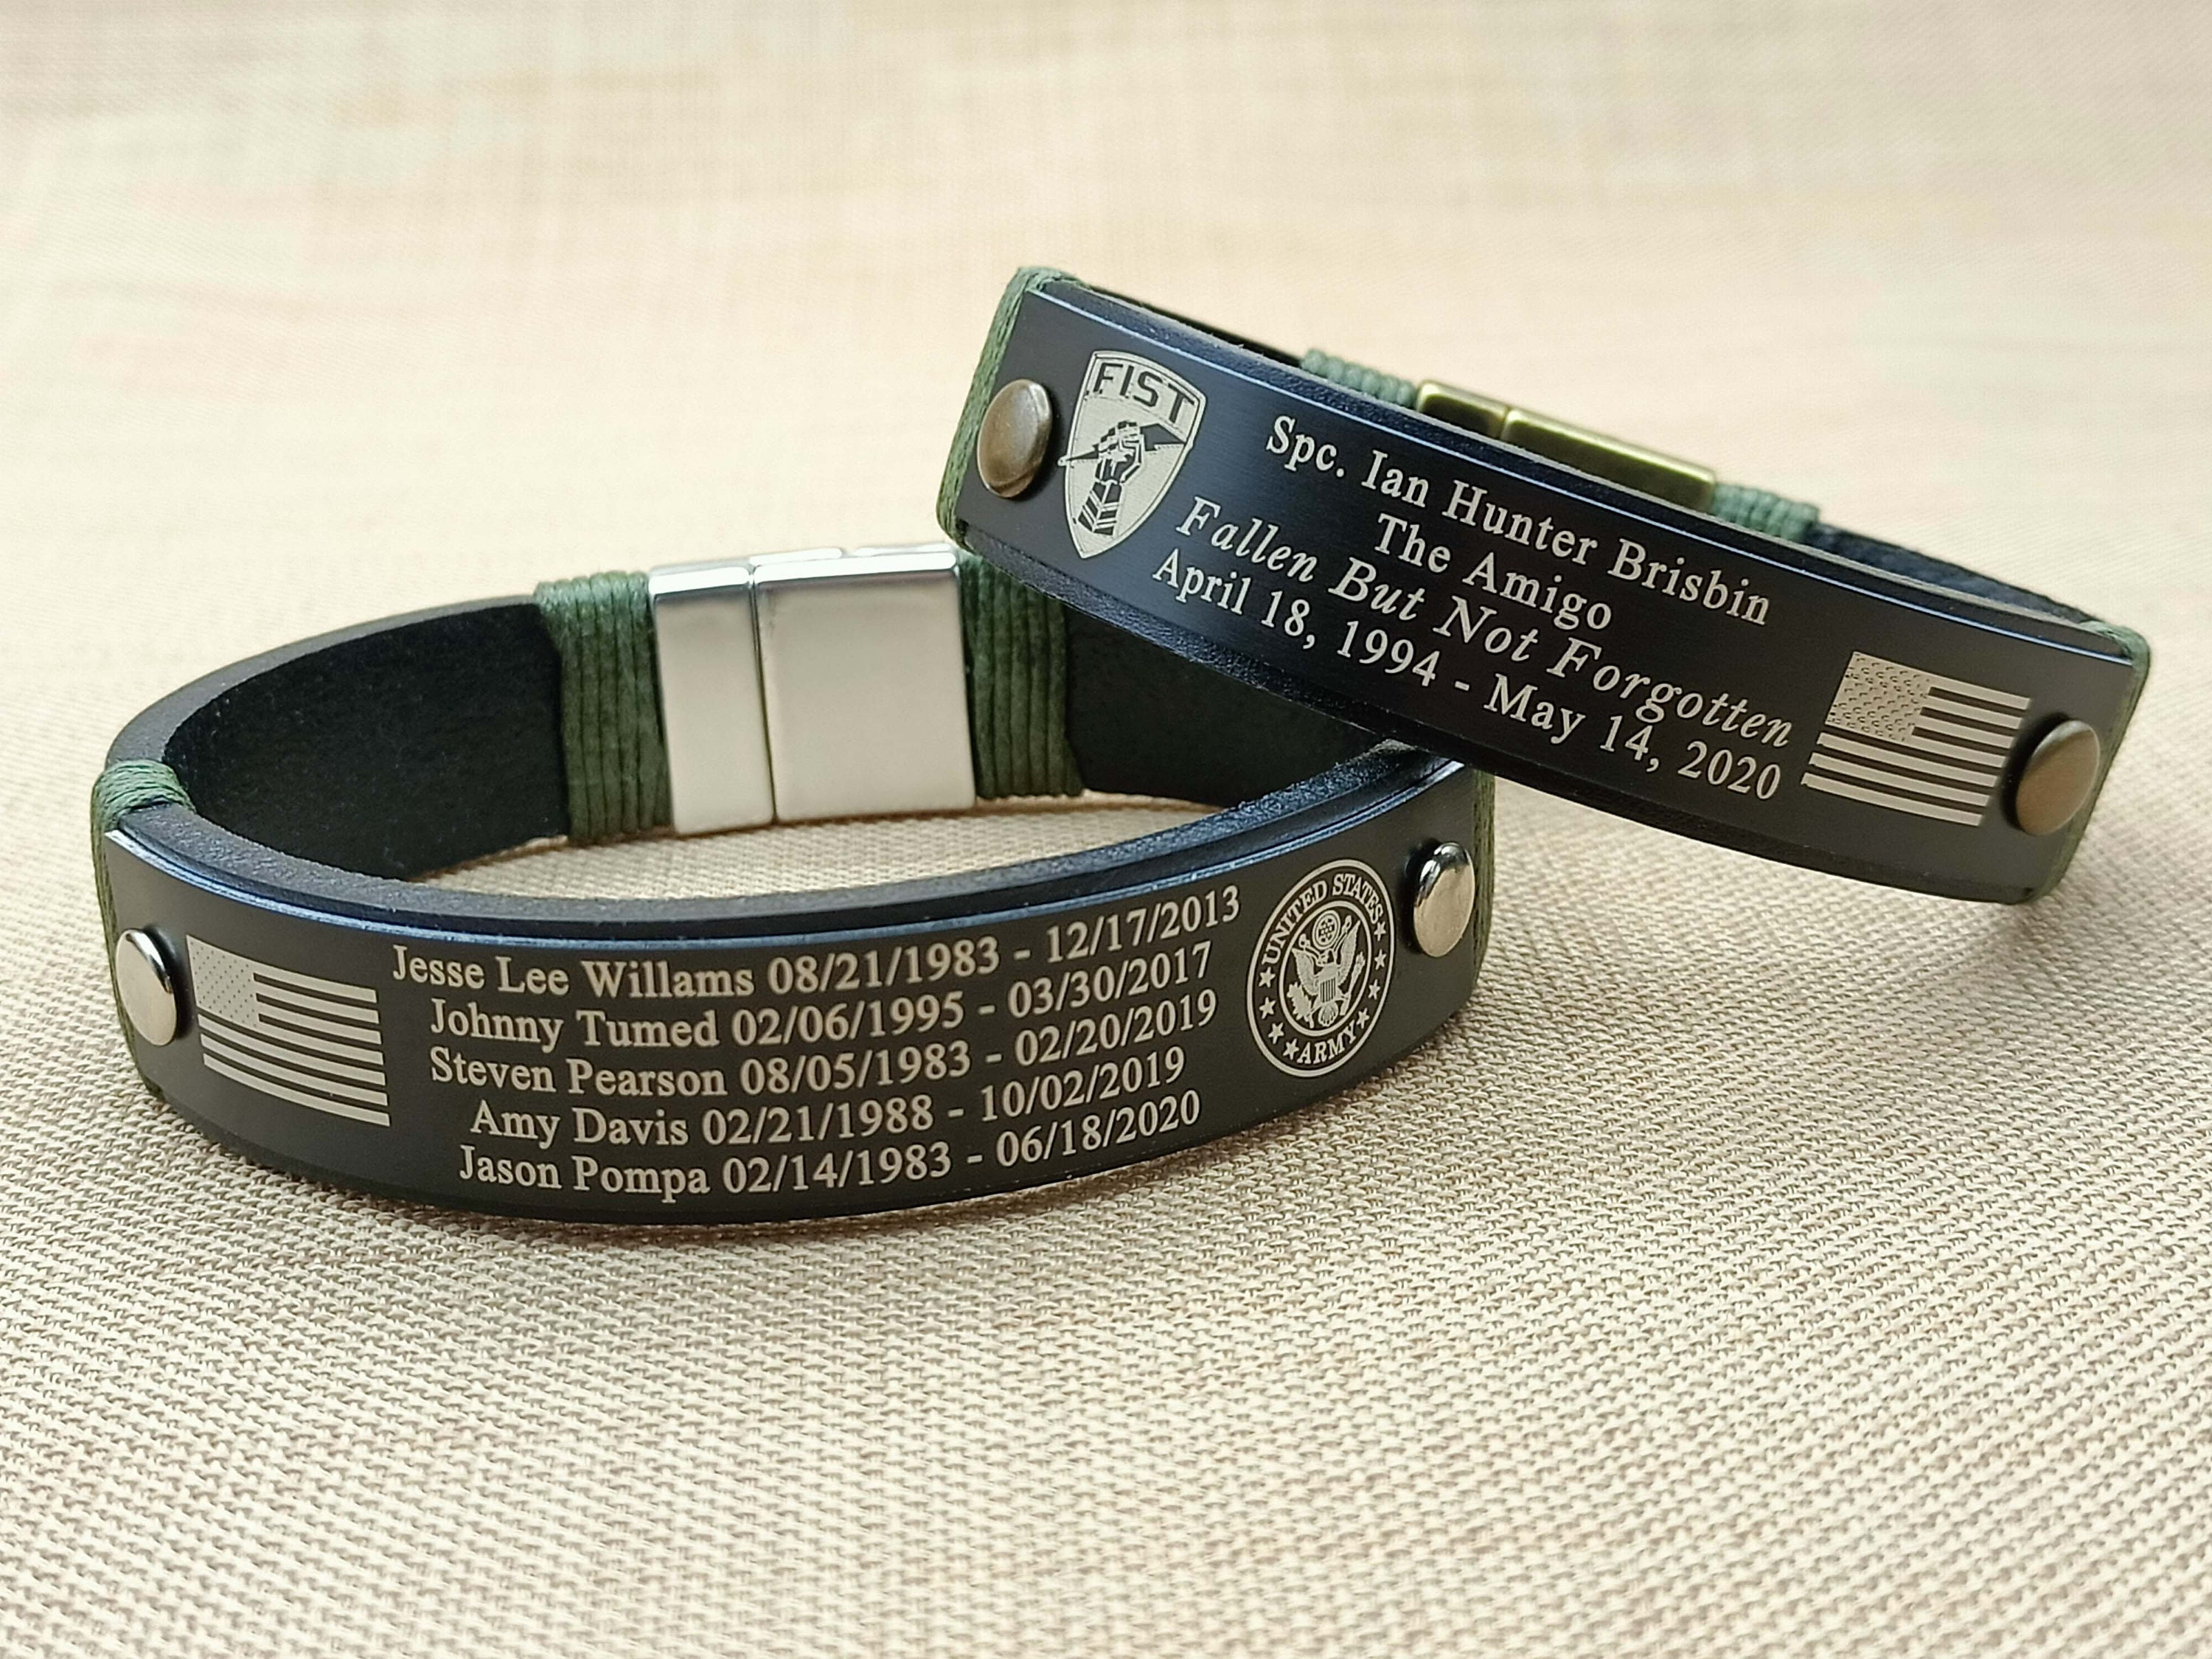 FIST
Spc. Ian Hunter Brisbin
The Amigo
Fallen But Not Forgotten
April 18, 1994 - May 14, 2020
Jesse Lee Willams 08/21/1983 - 12/17/2013
Johnny Tumed 02/06/1995 - 03/30/2017
Steven Pearson 08/05/1983 - 02/20/2019
Amy Davis 02/21/1988 - 10/02/2019
Jason Pompa 02/14/1983 - 06/18/2020
UNITED STATES
ARMY